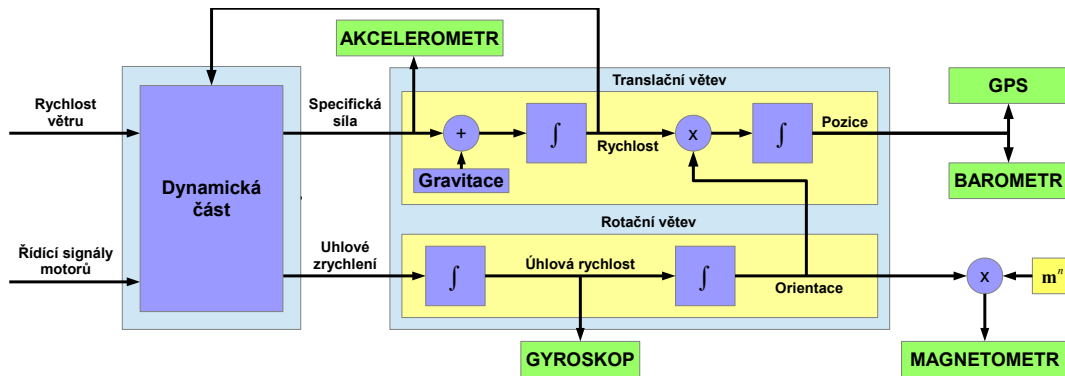 AKCELEROMETR
Translační větev
GPS
Rychlost
větru
Specifická
síla
+
∫
Rychlost
x
∫
Pozice
Gravitace
BAROMETR
Dynamická
část
Rotační větev
Řídící signály
motorů
Uhlové
zrychlení
∫
Úhlová rychlost
∫
Orientace
x
mⁿ
GYROSKOP
MAGNETOMETR